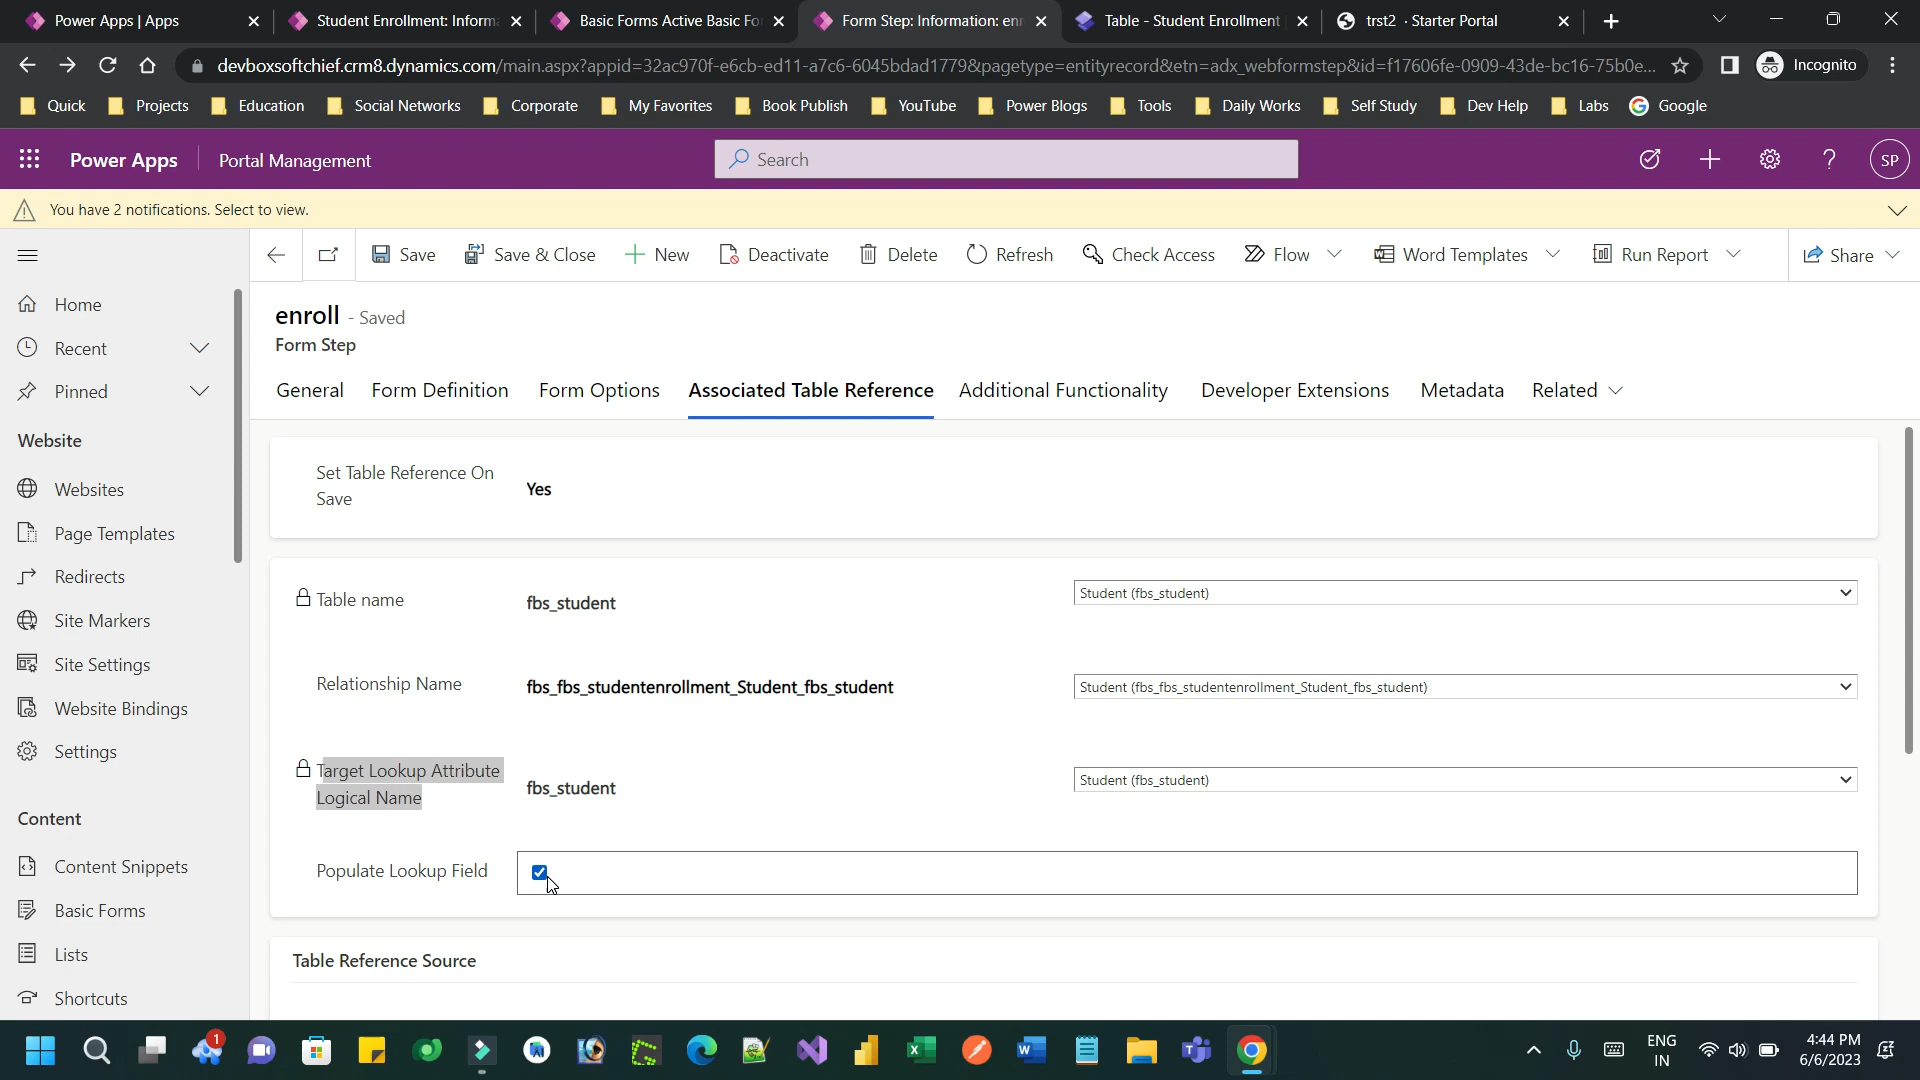 Power Apps | Apps
Student Enrollment: Inform
Basic Forms Active Basic Fo
Form Step: Information: en
Table - Student Enrollment
trst2 · Starter Portal
devboxsoftchief.crm8.dynamics.com/main.aspx?appid=32ac970f-e6cb-ed11-a7c6-6045bdad1779&pagetype=entityrecord&etn=adx_webformstep&id=f17606fe-0909-43de-bc16-75b0e...
Incognito
Quick
Projects
Education
Social Networks
Corporate
My Favorites
Book Publish
YouTube
Power Blogs
Tools
Daily Works
Self Study
Dev Help
Labs
Google
Power Apps
Portal Management
Search
SP
You have 2 notifications. Select to view.
Save
Save & Close
New
Deactivate
Delete
Refresh
Check Access
Flow
Word Templates
Run Report
Share
Home
Recent
Pinned
Website
Websites
Page Templates
Redirects
Site Markers
Site Settings
Website Bindings
Settings
Content
Content Snippets
Basic Forms
Lists
Shortcuts
enroll - Saved
Form Step
General
Form Definition
Form Options
Associated Table Reference
Additional Functionality
Developer Extensions
Metadata
Related
Set Table Reference On
Save
Yes
Table name
fbs_student
Student (fbs_student)
Relationship Name
fbs_fbs_studentenrollment_Student_fbs_student
Student (fbs_fbs_studentenrollment_Student_fbs_student)
Target Lookup Attribute
Logical Name
fbs_student
Student (fbs_student)
Populate Lookup Field
Table Reference Source
1
ENG
IN
4:44 PM
6/6/2023